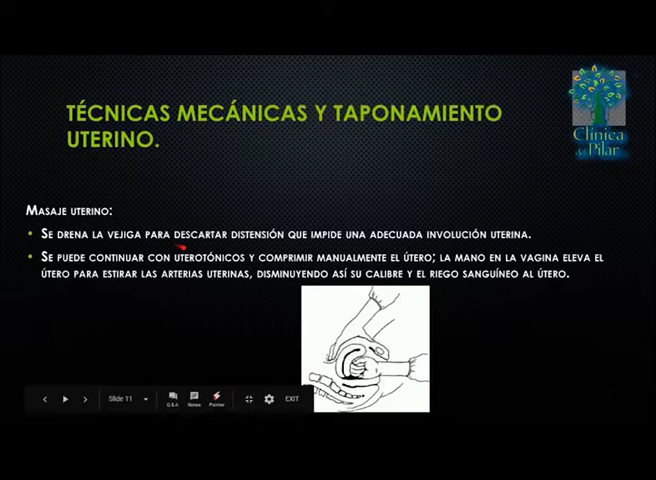 TÉCNICAS MECÁNICAS Y TAPONAMIENTO
UTERINO.
Clínica
del Pilar
MASAJE UTERINO:
• SE DRENA LA VEJIGA PARA DESCARTAR DISTENSIÓN QUE IMPIDE UNA ADECUADA INVOLUCIÓN UTERINA.
• SE PUEDE CONTINUAR CON UTEROTÓNICOS Y COMPRIMIR MANUALMENTE EL ÚTERO; LA MANO EN LA VAGINA ELEVA EL
ÚTERO PARA ESTIRAR LAS ARTERIAS UTERINAS, DISMINUYENDO ASÍ SU CALIBRE Y EL RIEGO SANGUÍNEO AL ÚTERO.
Slide 11
Q&A
Notes
Pointer
EXIT